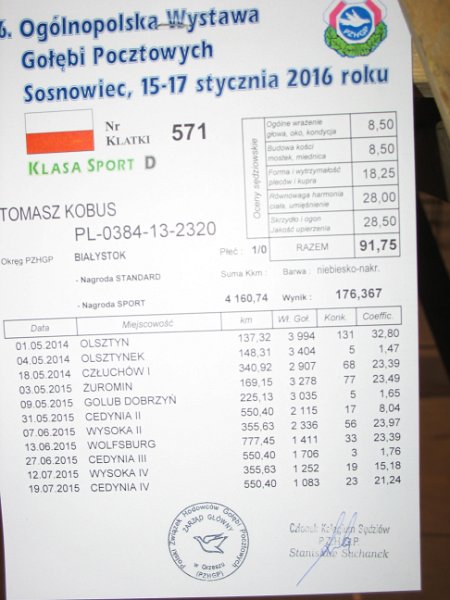 6. Ogólnopolska Wystawa
Gołębi Pocztowych
Sosnowiec, 15-17 stycznia 2016 roku
PZHGP
Nr
KLATKI 571
KLASA SPORT D
Oceny sędziowskie
Ogólne wrażenie
głowa, oko, kondycja 8,50
Budowa kości
mostek, miednica 8,50
Forma i wytrzymałość
pleców i kupra 18,25
Równowaga harmonia
ciała, umięśnienie 28,00
Skrzydło i ogon
Jakość upierzenia 28,50
RAZEM 91,75
TOMASZ KOBUS
PL-0384-13-2320
Okręg PZHGP BIAŁYSTOK Płeć : 1/0
- Nagroda STANDARD Suma Kkm : Barwa : niebiesko-nakr.
- Nagroda SPORT 4 160,74 Wynik : 176,367
Data Miejscowość km Wł. Goł Konk. Coeffic.
01.05.2014 OLSZTYN 137,32 3 994 131 32,80
04.05.2014 OLSZTYNEK 148,31 3 404 5 1,47
18.05.2014 CZŁUCHÓW I 340,92 2 907 68 23,39
03.05.2015 ŻUROMIN 169,15 3 278 77 23,49
09.05.2015 GOLUB DOBRZYŃ 225,13 3 035 5 1,65
31.05.2015 CEDYNIA II 550,40 2 115 17 8,04
07.06.2015 WYSOKA II 355,63 2 336 56 23,97
13.06.2015 WOLFSBURG 777,45 1 411 33 23,39
27.06.2015 CEDYNIA III 550,40 1 706 3 1,76
12.07.2015 WYSOKA IV 355,63 1 252 19 15,18
19.07.2015 CEDYNIA IV 550,40 1 083 23 21,24
Polski Związek Hodowców Gołębi Pocztowych
ZARZĄD GŁÓWNY
w Orzeszu
(PZHGP)
Członek Kolegium Sędziów
P.Z.H.G.P.
Stanisław Suchanek